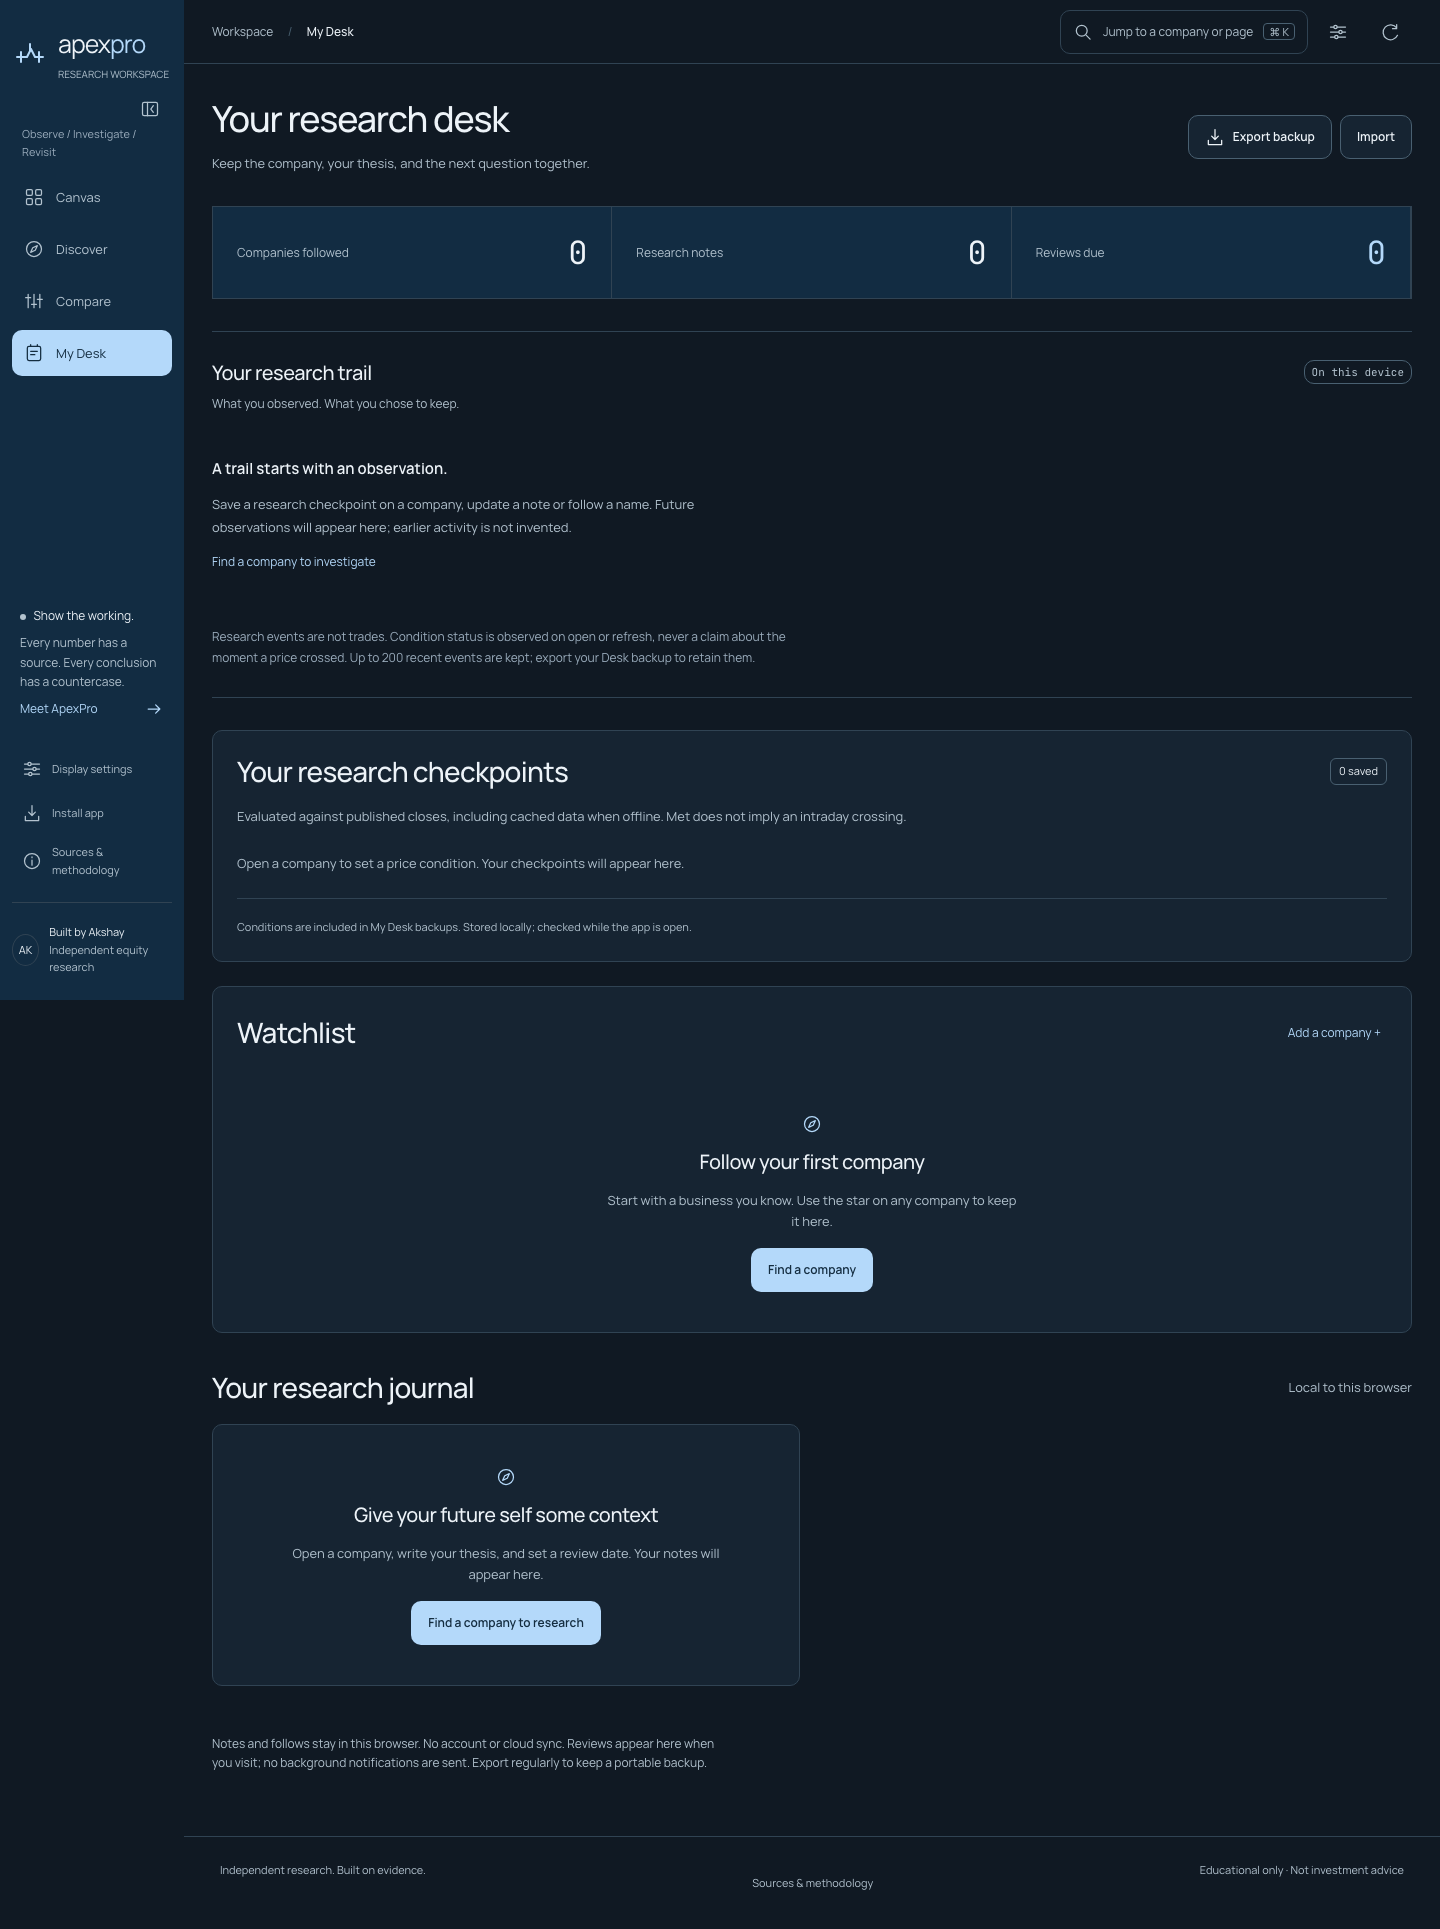 apexpro
RESEARCH WORKSPACE
Observe / Investigate /
Revisit
Canvas
Discover
Compare
My Desk
Show the working.
Every number has a
source. Every conclusion
has a countercase.
Meet ApexPro
Display settings
Install app
Sources &
methodology
AK
Built by Akshay
Independent equity
research
Workspace / My Desk
Jump to a company or page ⌘ K
Your research desk
Keep the company, your thesis, and the next question together.
Export backup
Import
Companies followed 0
Research notes 0
Reviews due 0
Your research trail
On this device
What you observed. What you chose to keep.
A trail starts with an observation.
Save a research checkpoint on a company, update a note or follow a name. Future
observations will appear here; earlier activity is not invented.
Find a company to investigate
Research events are not trades. Condition status is observed on open or refresh, never a claim about the
moment a price crossed. Up to 200 recent events are kept; export your Desk backup to retain them.
Your research checkpoints
0 saved
Evaluated against published closes, including cached data when offline. Met does not imply an intraday crossing.
Open a company to set a price condition. Your checkpoints will appear here.
Conditions are included in My Desk backups. Stored locally; checked while the app is open.
Watchlist
Add a company +
Follow your first company
Start with a business you know. Use the star on any company to keep
it here.
Find a company
Your research journal
Local to this browser
Give your future self some context
Open a company, write your thesis, and set a review date. Your notes will
appear here.
Find a company to research
Notes and follows stay in this browser. No account or cloud sync. Reviews appear here when
you visit; no background notifications are sent. Export regularly to keep a portable backup.
Independent research. Built on evidence.
Sources & methodology
Educational only · Not investment advice